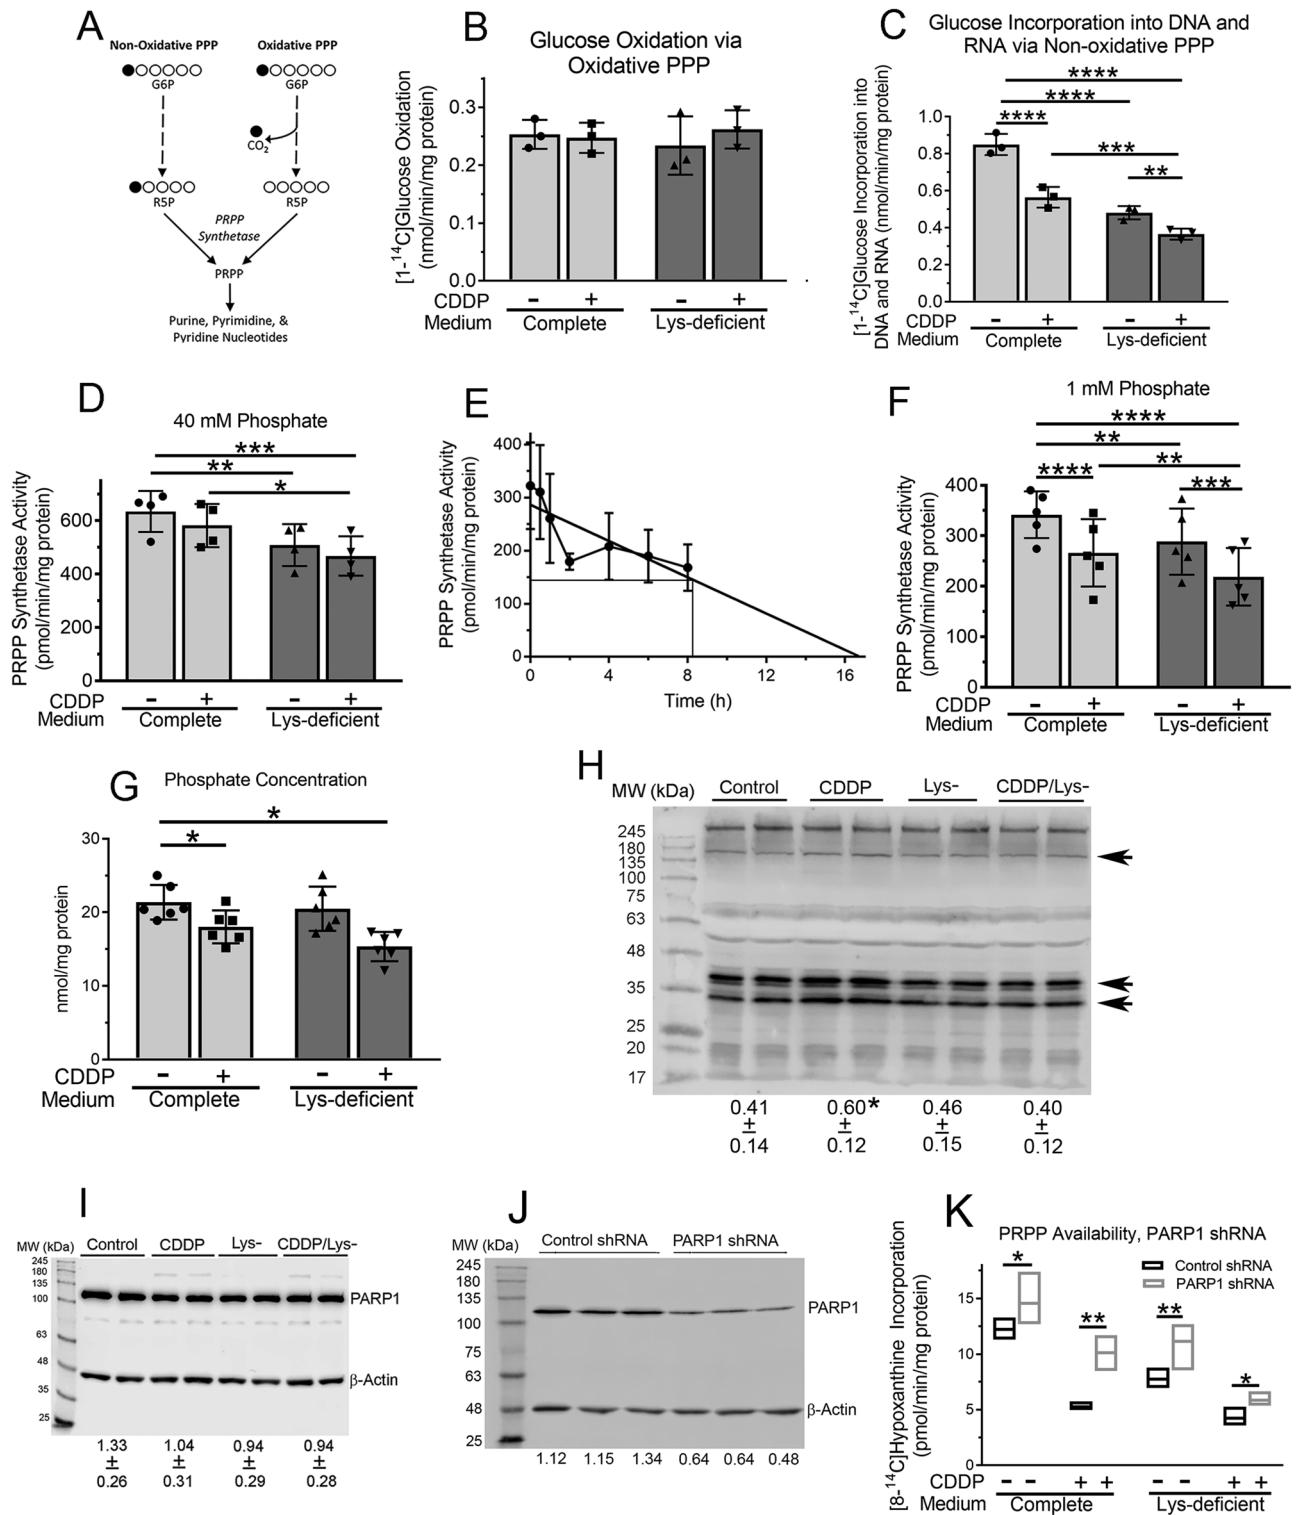 A
Non-Oxidative PPP
Oxidative PPP
G6P
G6P
CO2
R5P
R5P
PRPP
Synthetase
PRPP
Purine, Pyrimidine, &
Pyridine Nucleotides
B
Glucose Oxidation via
Oxidative PPP
[1-14C]Glucose Oxidation
(nmol/min/mg protein)
0.3
0.2
0.1
0.0
CDDP - + - +
Medium Complete Lys-deficient
C
Glucose Incorporation into DNA and
RNA via Non-oxidative PPP
[1-14C]Glucose Incorporation into
DNA and RNA (nmol/min/mg protein)
****
****
****
***
**
1.0
0.8
0.6
0.4
0.2
0.0
CDDP - + - +
Medium Complete Lys-deficient
D
40 mM Phosphate
PRPP Synthetase Activity
(pmol/min/mg protein)
***
**
*
600
400
200
0
CDDP - + - +
Medium Complete Lys-deficient
E
PRPP Synthetase Activity
(pmol/min/mg protein)
400
300
200
100
0
0 4 8 12 16
Time (h)
F
1 mM Phosphate
PRPP Synthetase Activity
(pmol/min/mg protein)
****
**
**
****
***
400
300
200
100
0
CDDP - + - +
Medium Complete Lys-deficient
G
Phosphate Concentration
nmol/mg protein
*
*
30
20
10
0
CDDP - + - +
Medium Complete Lys-deficient
H
MW (kDa) Control CDDP Lys- CDDP/Lys-
245
180
135
100
75
63
48
35
25
20
17
0.41 0.60* 0.46 0.40
± ± ± ±
0.14 0.12 0.15 0.12
I
MW (kDa) Control CDDP Lys- CDDP/Lys-
245
180
135
100
63
48
35
25
PARP1
β-Actin
1.33 1.04 0.94 0.94
± ± ± ±
0.26 0.31 0.29 0.28
J
MW (kDa) Control shRNA PARP1 shRNA
245
180
135
100
75
63
48
25
PARP1
β-Actin
1.12 1.15 1.34 0.64 0.64 0.48
K
PRPP Availability, PARP1 shRNA
Control shRNA
PARP1 shRNA
[8-14C]Hypoxanthine Incorporation
(pmol/min/mg protein)
*
**
**
*
15
10
5
0
CDDP - - + + - - + +
Medium Complete Lys-deficient